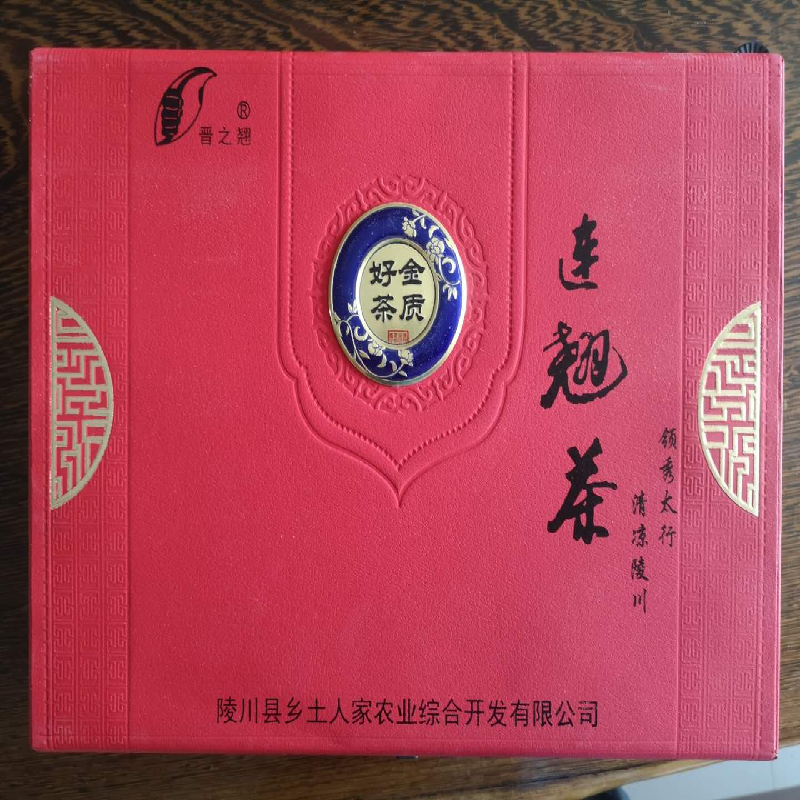 ®
晋之翘
金质
好茶
连翘茶
领秀太行
清凉陵川
陵川县乡土人家农业综合开发有限公司